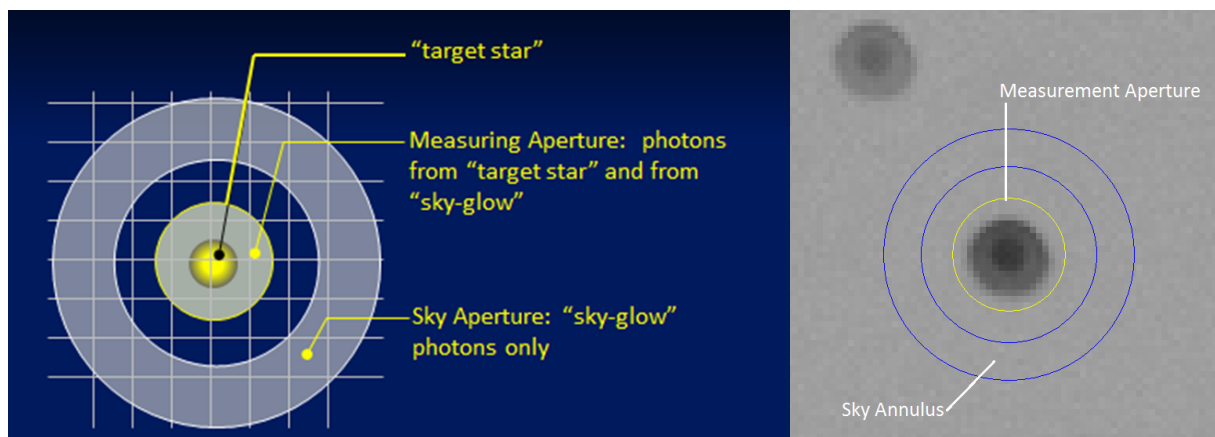 “target star”
Measuring Aperture:  photons
from “target star” and from
“sky-glow”
Sky Aperture:  “sky-glow”
photons only
Measurement Aperture
Sky Annulus